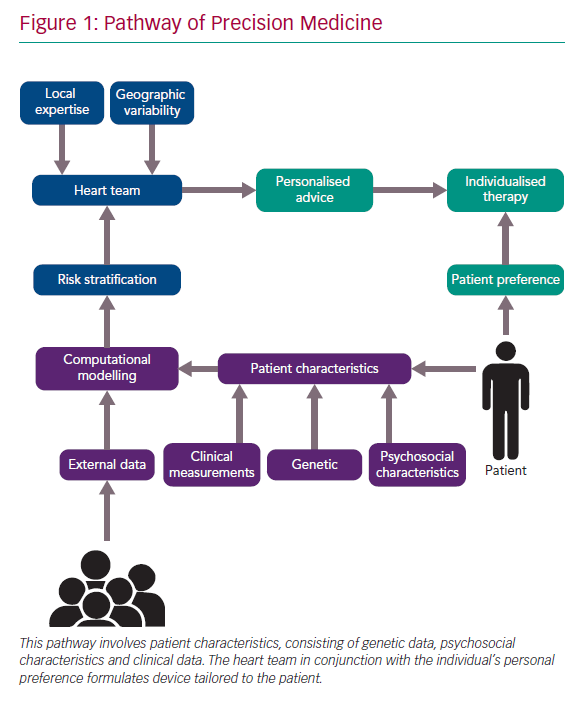 Figure 1: Pathway of Precision Medicine
Local
expertise
Geographic
variability
Heart team
Personalised
advice
Individualised
therapy
Risk stratification
Patient preference
Computational
modelling
Patient characteristics
External data
Clinical
measurements
Genetic
Psychosocial
characteristics
Patient
This pathway involves patient characteristics, consisting of genetic data, psychosocial
characteristics and clinical data. The heart team in conjunction with the individual's personal
preference formulates device tailored to the patient.